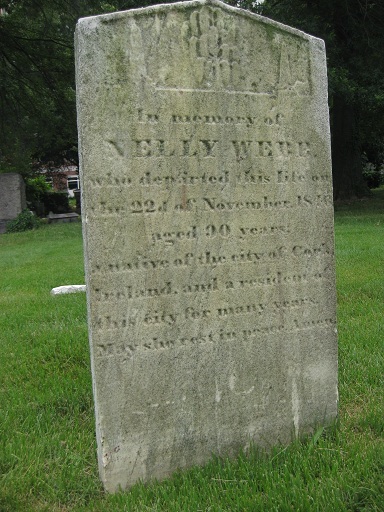 In memory of
NELLY WEBB.
who departed this life on
the 22d of November, 1846
aged 90 years.
a native of the city of Cork
Ireland, and a resident of
this city for many years.
May she rest in peace Amen.